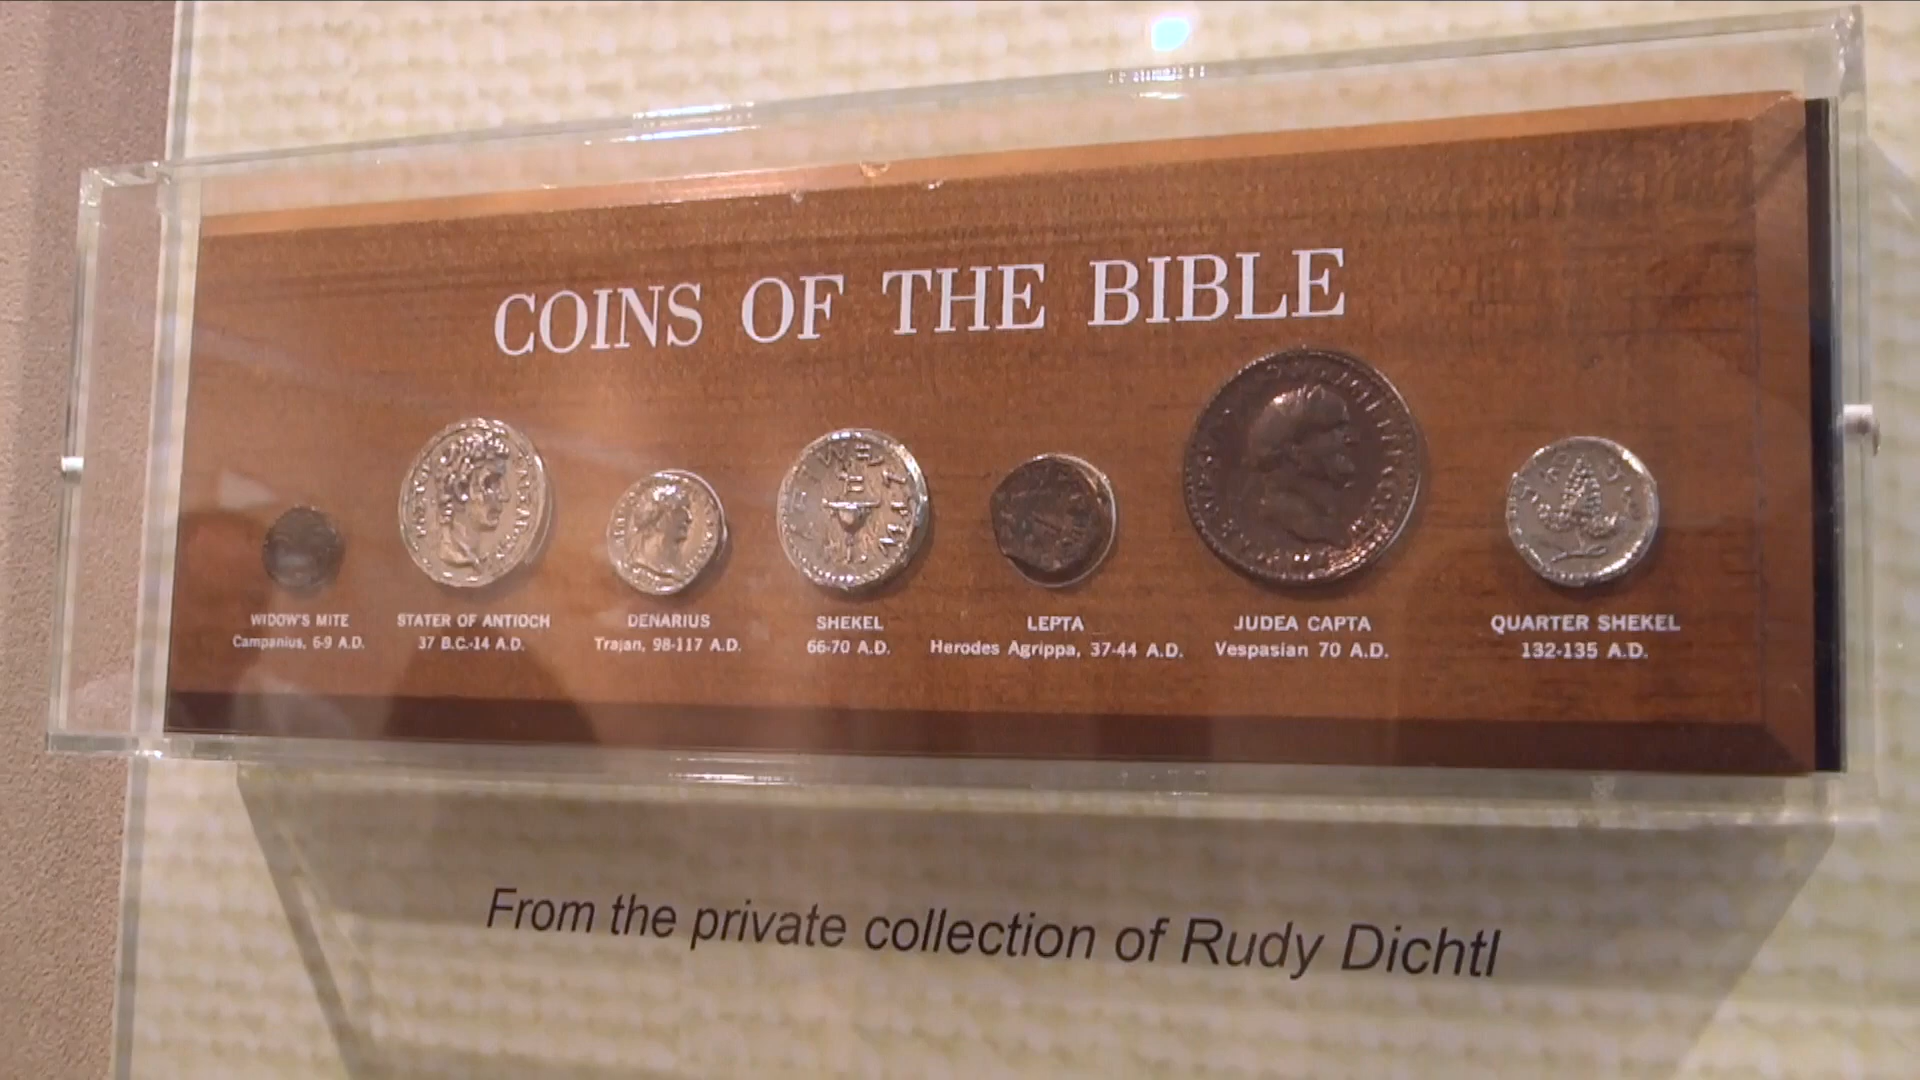 COINS OF THE BIBLE
WIDOW'S MITE
Campanius, 6-9 A.D.
STATER OF ANTIOCH
37 B.C.-14 A.D.
DENARIUS
Trajan, 98-117 A.D.
SHEKEL
66-70 A.D.
LEPTA
Herodes Agrippa, 37-44 A.D.
JUDEA CAPTA
Vespasian 70 A.D.
QUARTER SHEKEL
132-135 A.D.
From the private collection of Rudy Dichtl